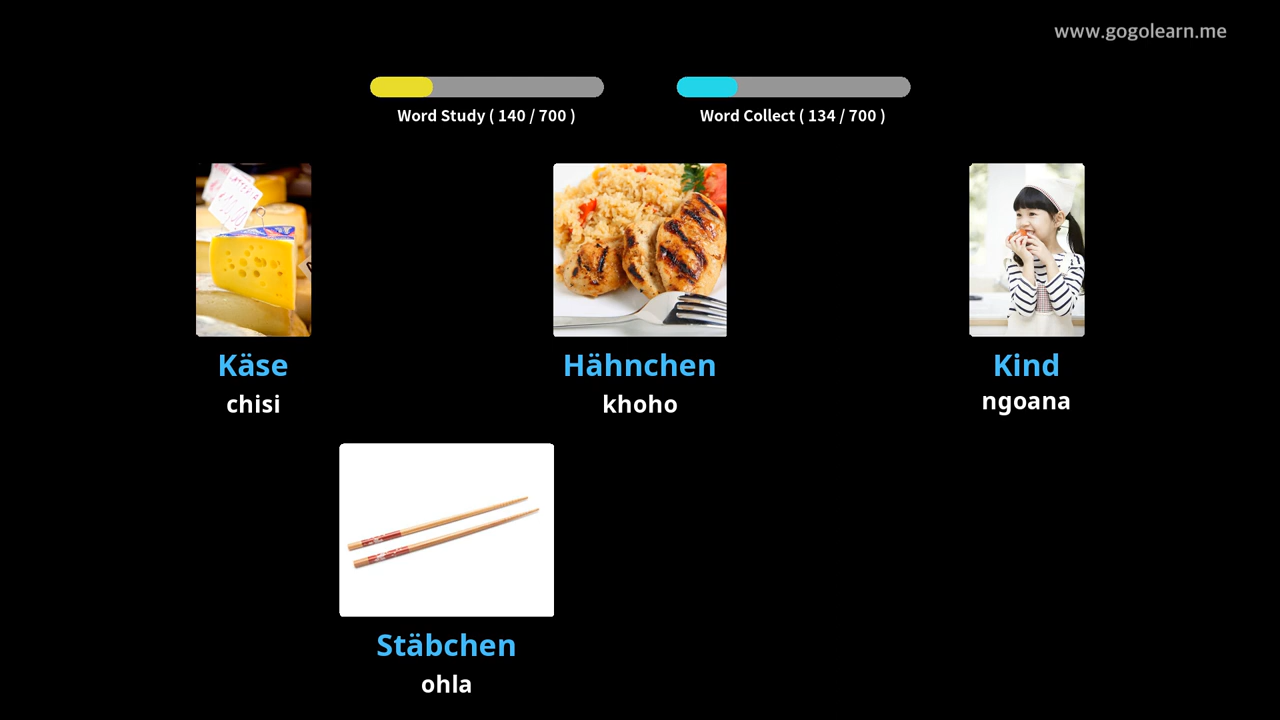 www.gogolearn.me
Word Study ( 140 / 700 )
Word Collect ( 134 / 700 )
Käse
chisi
Hähnchen
khoho
Kind
ngoana
Stäbchen
ohla